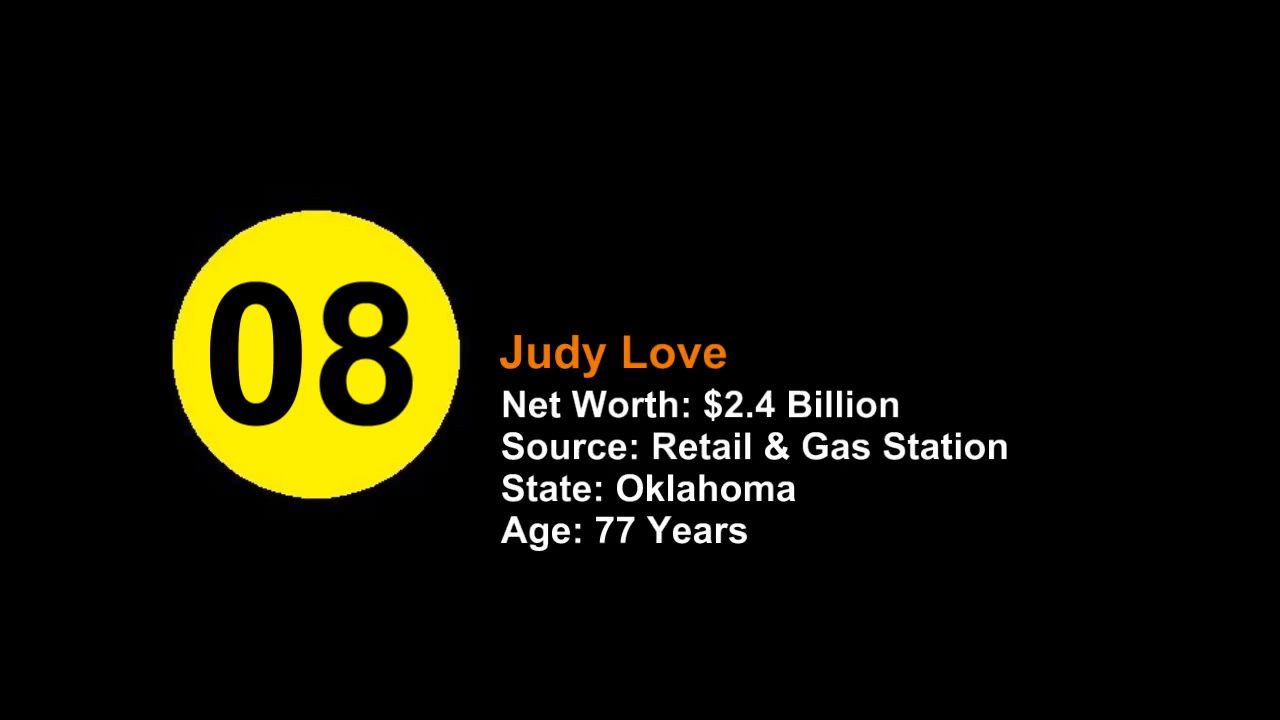 08
Judy Love
Net Worth: $2.4 Billion
Source: Retail & Gas Station
State: Oklahoma
Age: 77 Years